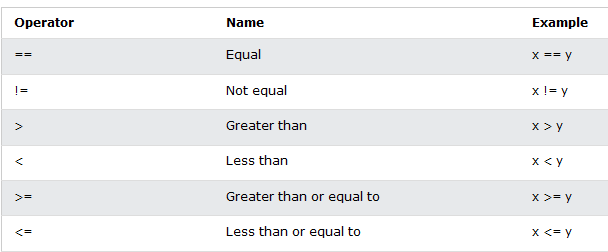 Operator Name Example
== Equal x == y
!= Not equal x != y
> Greater than x > y
< Less than x < y
>= Greater than or equal to x >= y
<= Less than or equal to x <= y